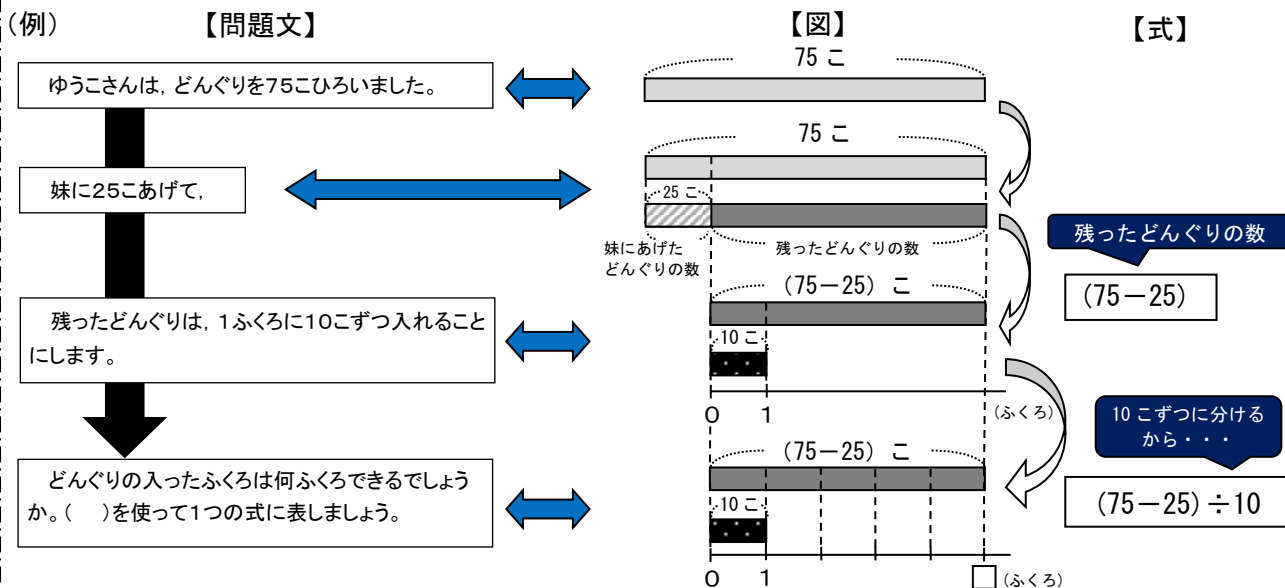 (例)
【問題文】
【図】
【式】
ゆうこさんは，どんぐりを75こひろいました。
75 こ
75 こ
妹に25こあげて，
25 こ
妹にあげた
どんぐりの数
残ったどんぐりの数
残ったどんぐりの数
(75－25)
(75－25) こ
残ったどんぐりは，1ふくろに10こずつ入れること
にします。
10 こ
0
1
(ふくろ)
10 こずつに分ける
から・・・
(75－25) こ
どんぐりの入ったふくろは何ふくろできるでしょう
か。(　)を使って1つの式に表しましょう。
(75－25)÷10
10 こ
0
1
□
(ふくろ)